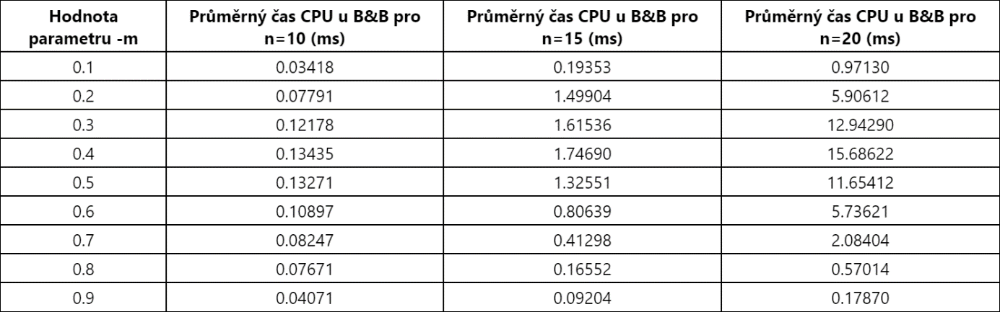 Hodnota parametru -m Průměrný čas CPU u B&B pro n=10 (ms) Průměrný čas CPU u B&B pro n=15 (ms) Průměrný čas CPU u B&B pro n=20 (ms)
0.1 0.03418 0.19353 0.97130
0.2 0.07791 1.49904 5.90612
0.3 0.12178 1.61536 12.94290
0.4 0.13435 1.74690 15.68622
0.5 0.13271 1.32551 11.65412
0.6 0.10897 0.80639 5.73621
0.7 0.08247 0.41298 2.08404
0.8 0.07671 0.16552 0.57014
0.9 0.04071 0.09204 0.17870